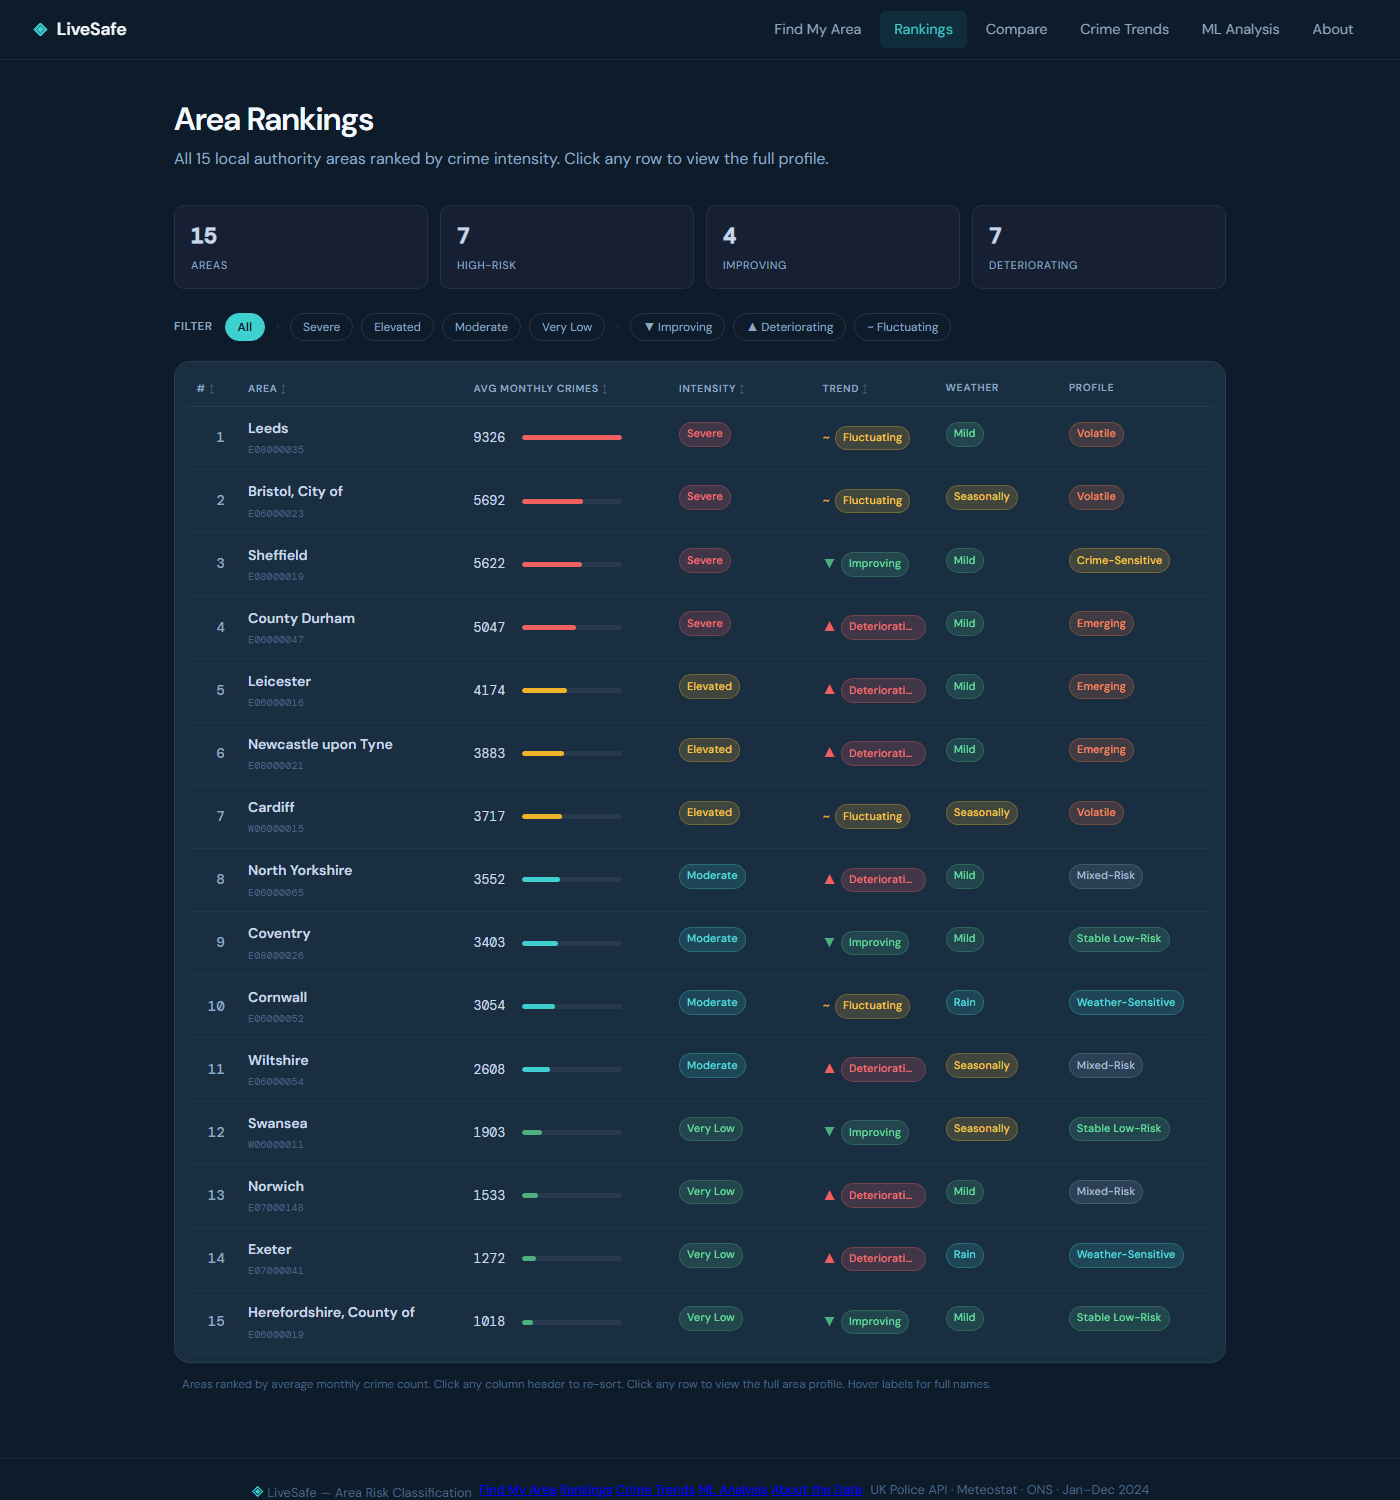 LiveSafe
Find My Area Rankings Compare Crime Trends ML Analysis About
Area Rankings
All 15 local authority areas ranked by crime intensity. Click any row to view the full profile.
15 7 4 7
AREAS HIGH-RISK IMPROVING DETERIORATING
FILTER All · Severe Elevated Moderate Very Low · ▼ Improving ▲ Deteriorating ~ Fluctuating
# ↕ AREA ↕ AVG MONTHLY CRIMES ↕ INTENSITY ↕ TREND ↕ WEATHER PROFILE
1 Leeds 9326 Severe ~ Fluctuating Mild Volatile
E08000035
2 Bristol, City of 5692 Severe ~ Fluctuating Seasonally Volatile
E06000023
3 Sheffield 5622 Severe ▼ Improving Mild Crime-Sensitive
E08000019
4 County Durham 5047 Severe ▲ Deteriorati... Mild Emerging
E06000047
5 Leicester 4174 Elevated ▲ Deteriorati... Mild Emerging
E06000016
6 Newcastle upon Tyne 3883 Elevated ▲ Deteriorati... Mild Emerging
E08000021
7 Cardiff 3717 Elevated ~ Fluctuating Seasonally Volatile
W06000015
8 North Yorkshire 3552 Moderate ▲ Deteriorati... Mild Mixed-Risk
E06000065
9 Coventry 3403 Moderate ▼ Improving Mild Stable Low-Risk
E08000026
10 Cornwall 3054 Moderate ~ Fluctuating Rain Weather-Sensitive
E06000052
11 Wiltshire 2608 Moderate ▲ Deteriorati... Seasonally Mixed-Risk
E06000054
12 Swansea 1903 Very Low ▼ Improving Seasonally Stable Low-Risk
W06000011
13 Norwich 1533 Very Low ▲ Deteriorati... Mild Mixed-Risk
E07000148
14 Exeter 1272 Very Low ▲ Deteriorati... Rain Weather-Sensitive
E07000041
15 Herefordshire, County of 1018 Very Low ▼ Improving Mild Stable Low-Risk
E06000019
Areas ranked by average monthly crime count. Click any column header to re-sort. Click any row to view the full area profile. Hover labels for full names.
LiveSafe — Area Risk Classification Find My Area Rankings Crime Trends ML Analysis About the Data UK Police API · Meteostat · ONS · Jan–Dec 2024